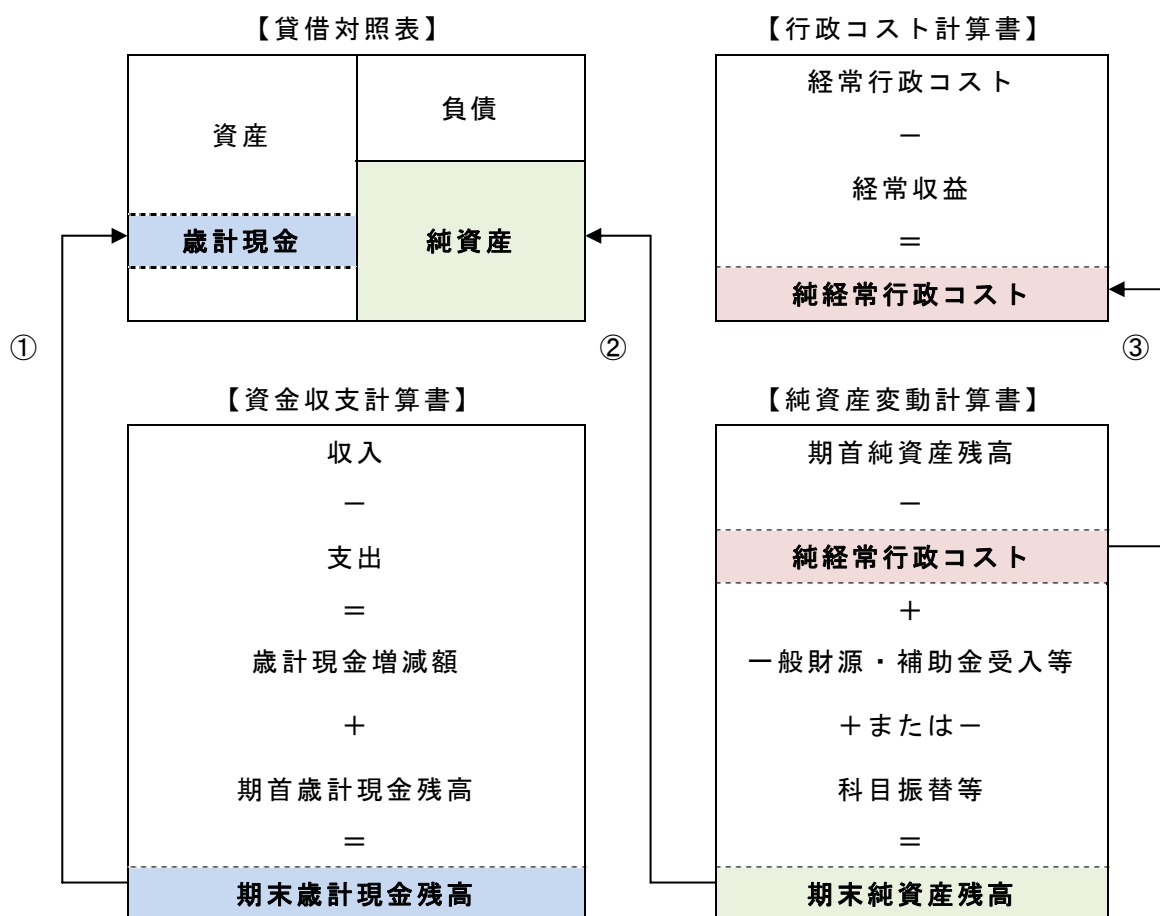 【貸借対照表】
資産
歳計現金
負債
純資産
【行政コスト計算書】
経常行政コスト
－
経常収益
＝
純経常行政コスト
①
②
③
【資金収支計算書】
収入
－
支出
＝
歳計現金増減額
＋
期首歳計現金残高
＝
期末歳計現金残高
【純資産変動計算書】
期首純資産残高
－
純経常行政コスト
＋
一般財源・補助金受入等
＋または－
科目振替等
＝
期末純資産残高